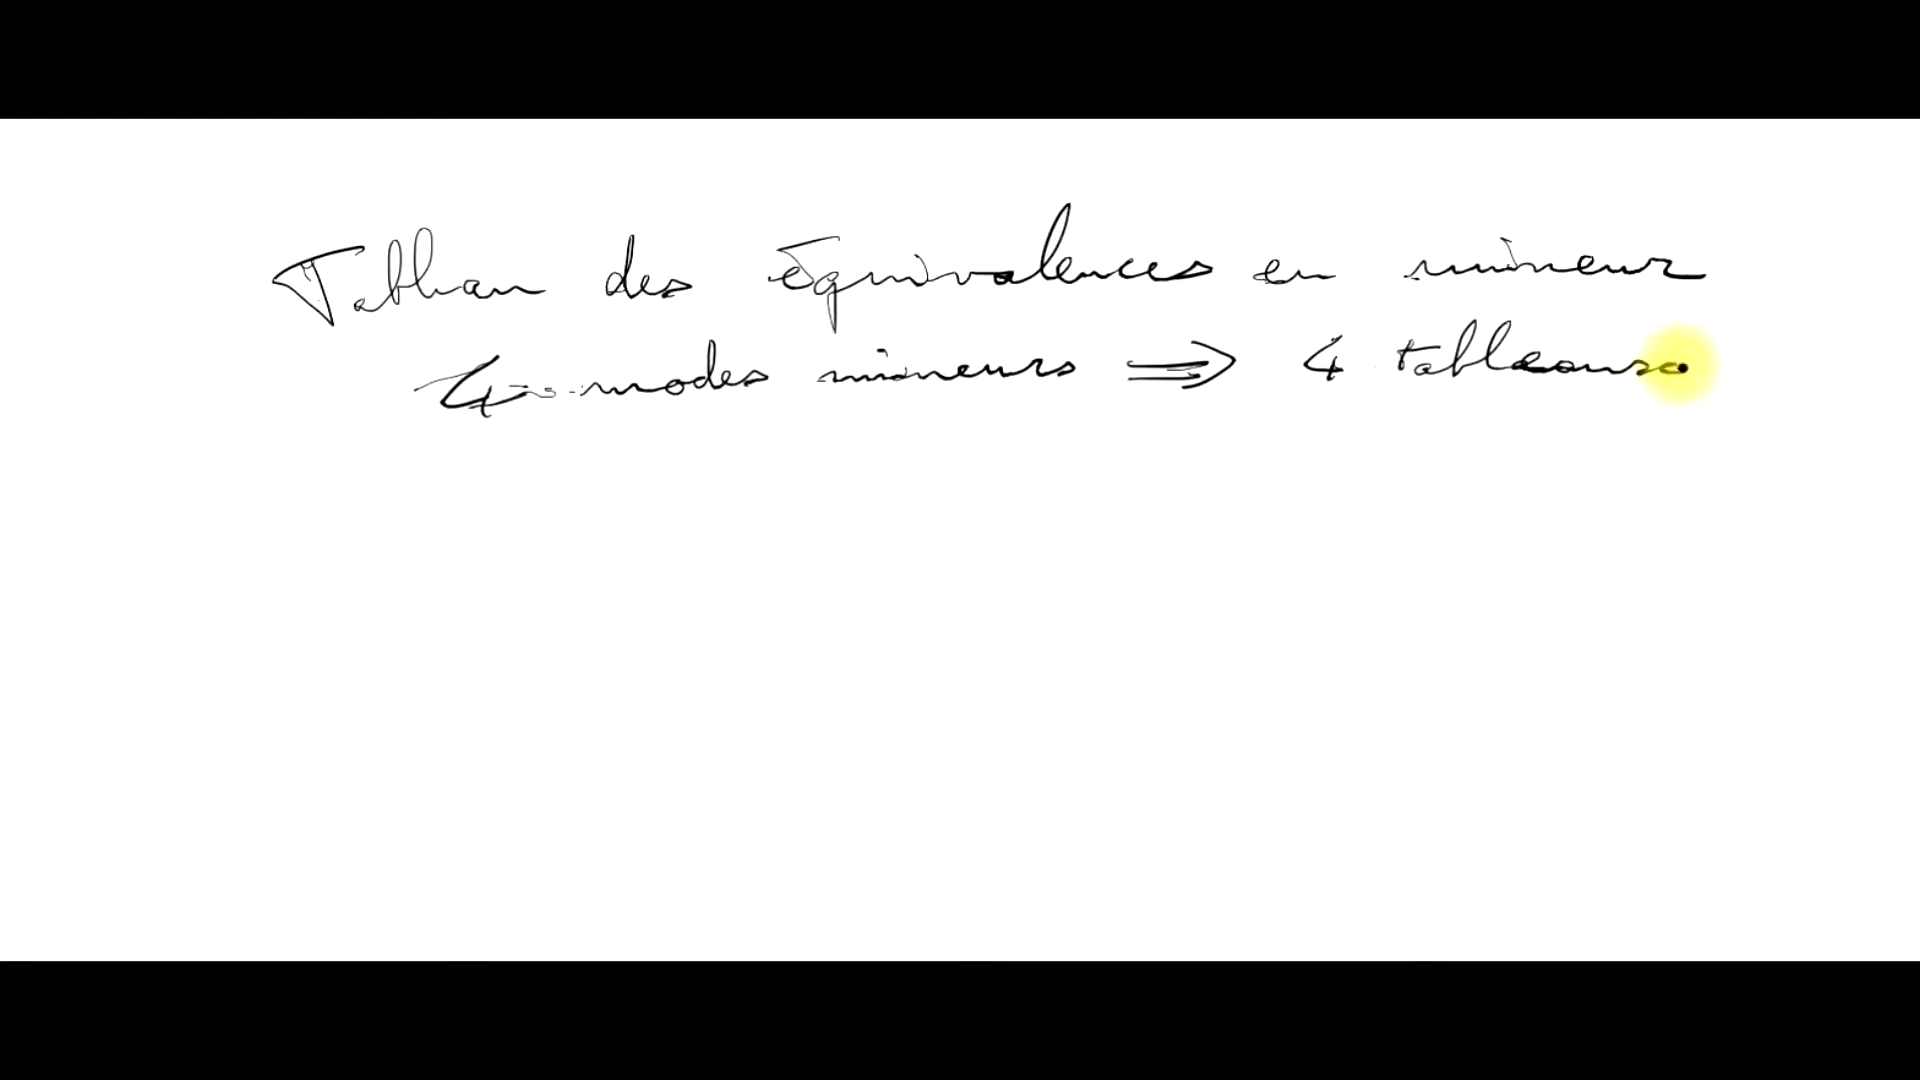 Tableau des équivalences en mineur
4 modes mineurs ⇒ 4 tableaux